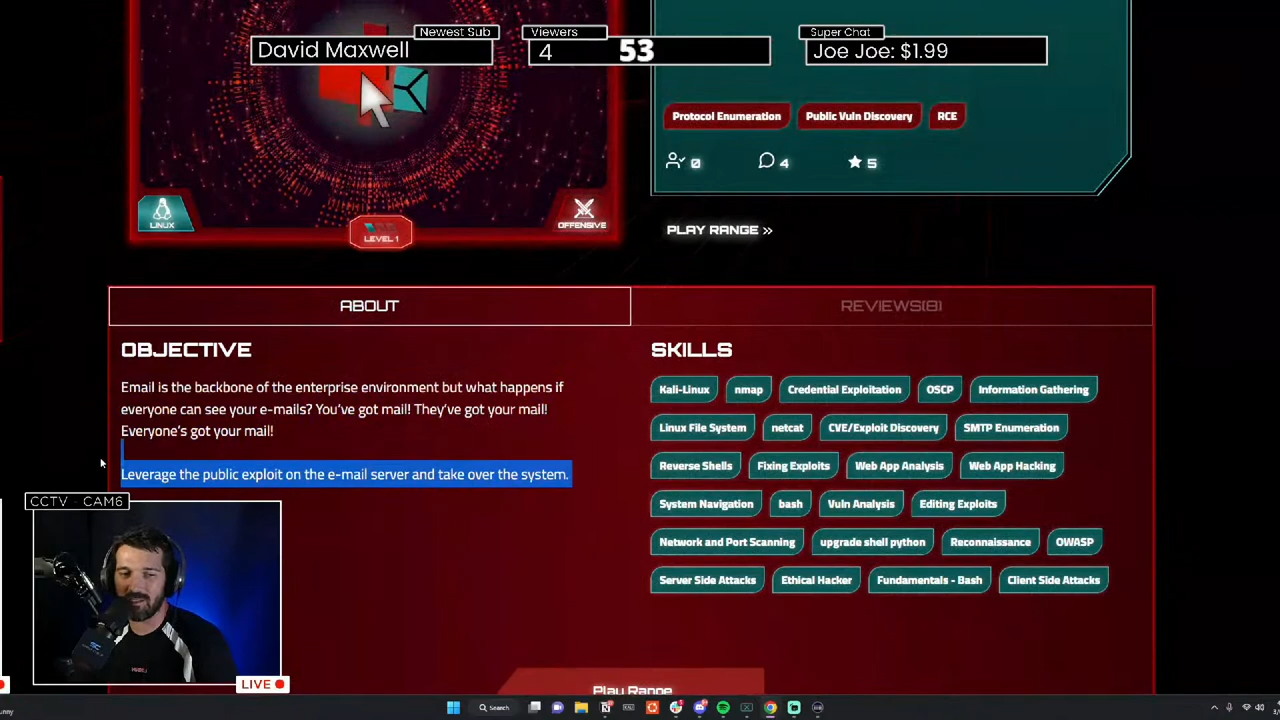 Newest Sub
David Maxwell
Viewers
4
53
Super Chat
Joe Joe: $1.99
Protocol Enumeration
Public Vuln Discovery
RCE
0
4
5
LINUX
LEVEL 1
OFFENSIVE
PLAY RANGE »
ABOUT
REVIEWS(8)
OBJECTIVE
Email is the backbone of the enterprise environment but what happens if
everyone can see your e-mails? You've got mail! They've got your mail!
Everyone's got your mail!
Leverage the public exploit on the e-mail server and take over the system.
SKILLS
Kali-Linux nmap Credential Exploitation OSCP Information Gathering
Linux File System netcat CVE/Exploit Discovery SMTP Enumeration
Reverse Shells Fixing Exploits Web App Analysis Web App Hacking
System Navigation bash Vuln Analysis Editing Exploits
Network and Port Scanning upgrade shell python Reconnaissance OWASP
Server Side Attacks Ethical Hacker Fundamentals - Bash Client Side Attacks
CCTV - CAM6
LIVE
Play Range
Search